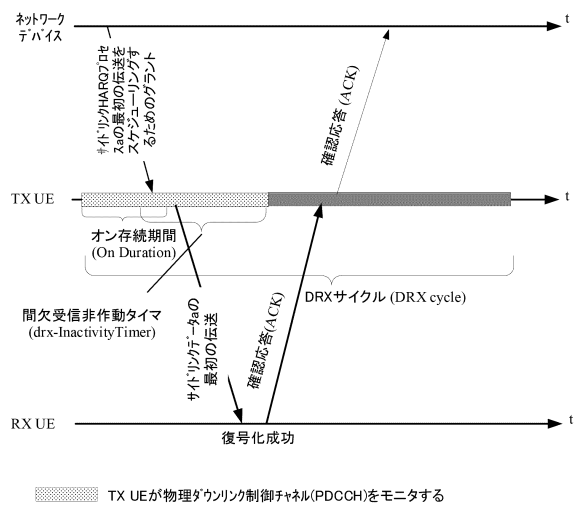 ネットワーク
デバイス
t
サイドリンクHARQプロセ
スaの最初の伝送を
スケジューリングす
るためのグラント
確認応答 (ACK)
TX UE
t
オン存続期間
(On Duration)
DRXサイクル (DRX cycle)
間欠受信非作動タイマ
(drx-InactivityTimer)
サイドリンクデータaの
最初の伝送
確認応答(ACK)
RX UE
t
復号化成功
TX UEが物理ダウンリンク制御チャネル(PDCCH)をモニタする